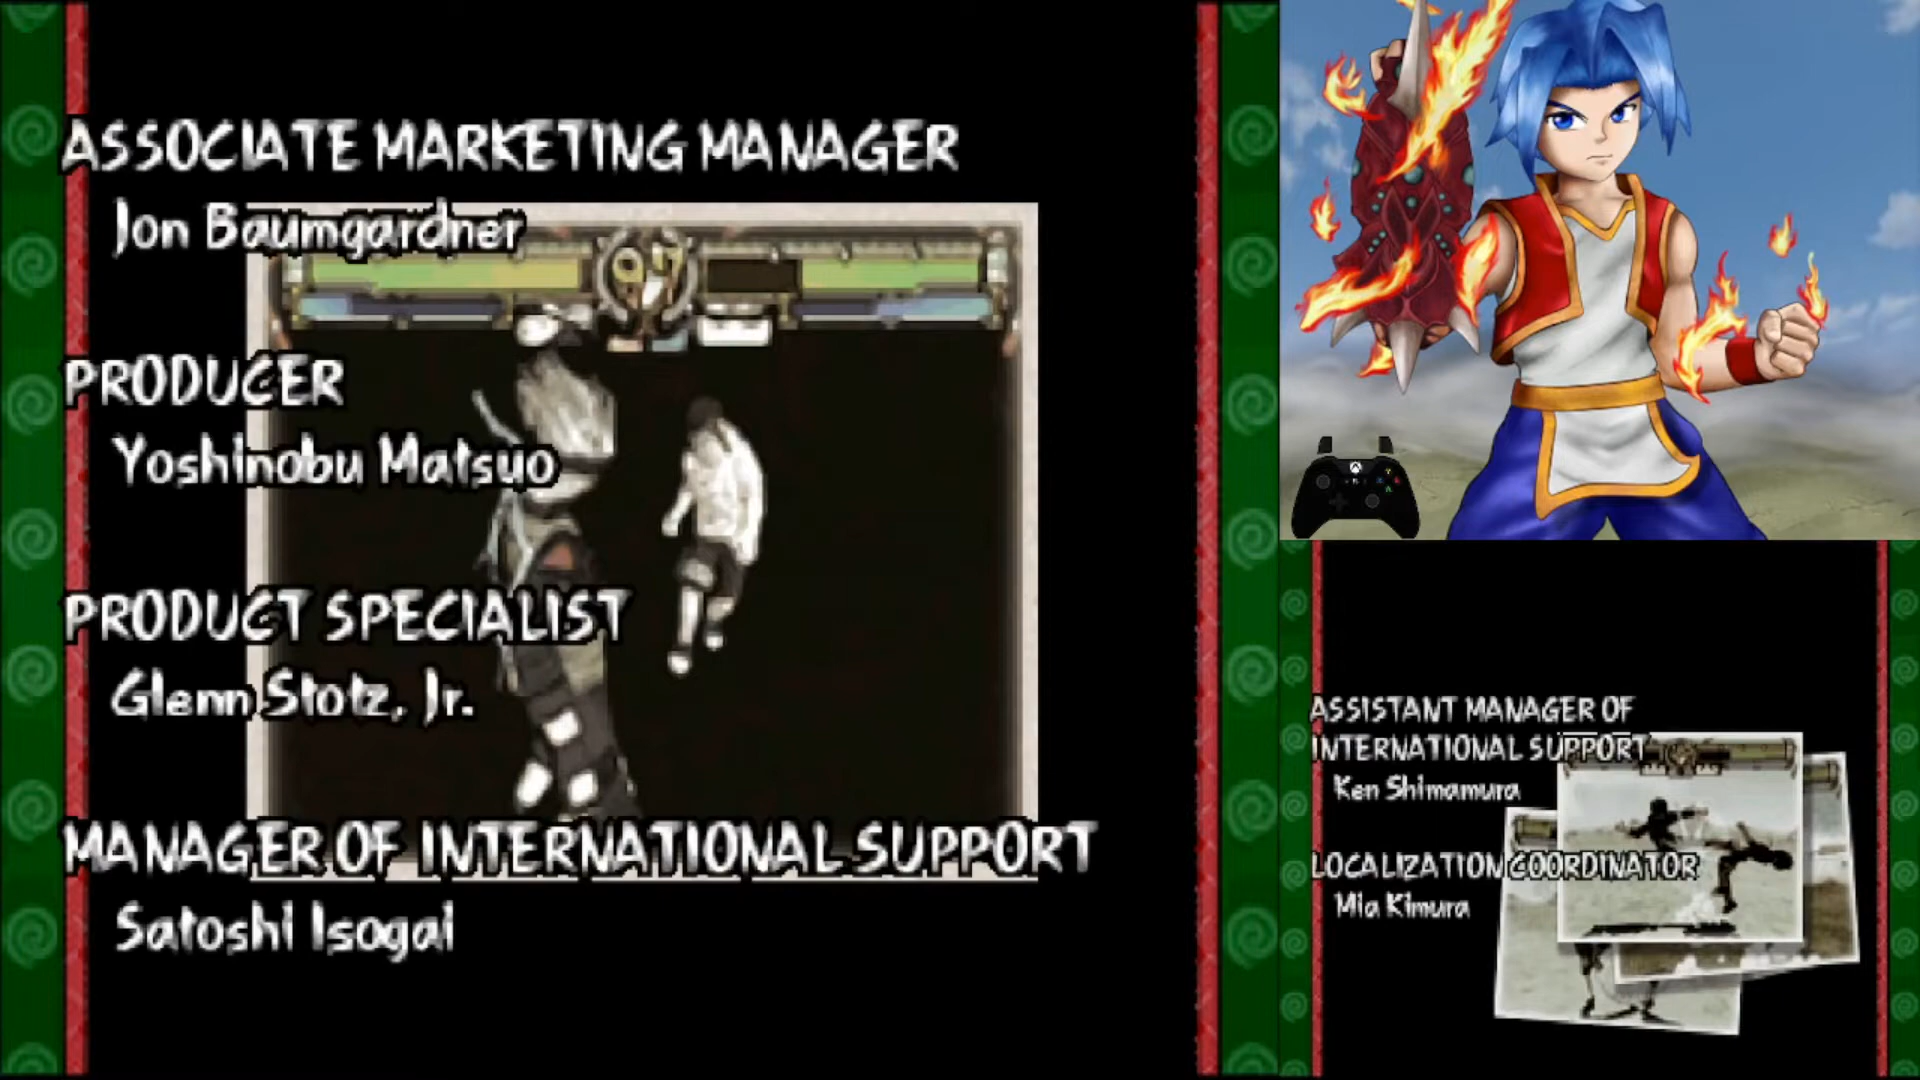 ASSOCIATE MARKETING MANAGER
Jon Baumgardner
97
PRODUCER
Yoshinobu Matsuo
PRODUCT SPECIALIST
Glenn Stotz, Jr.
MANAGER OF INTERNATIONAL SUPPORT
Satoshi Isogai
ASSISTANT MANAGER OF
INTERNATIONAL SUPPORT
Ken Shimamura
LOCALIZATION COORDINATOR
Mia Kimura